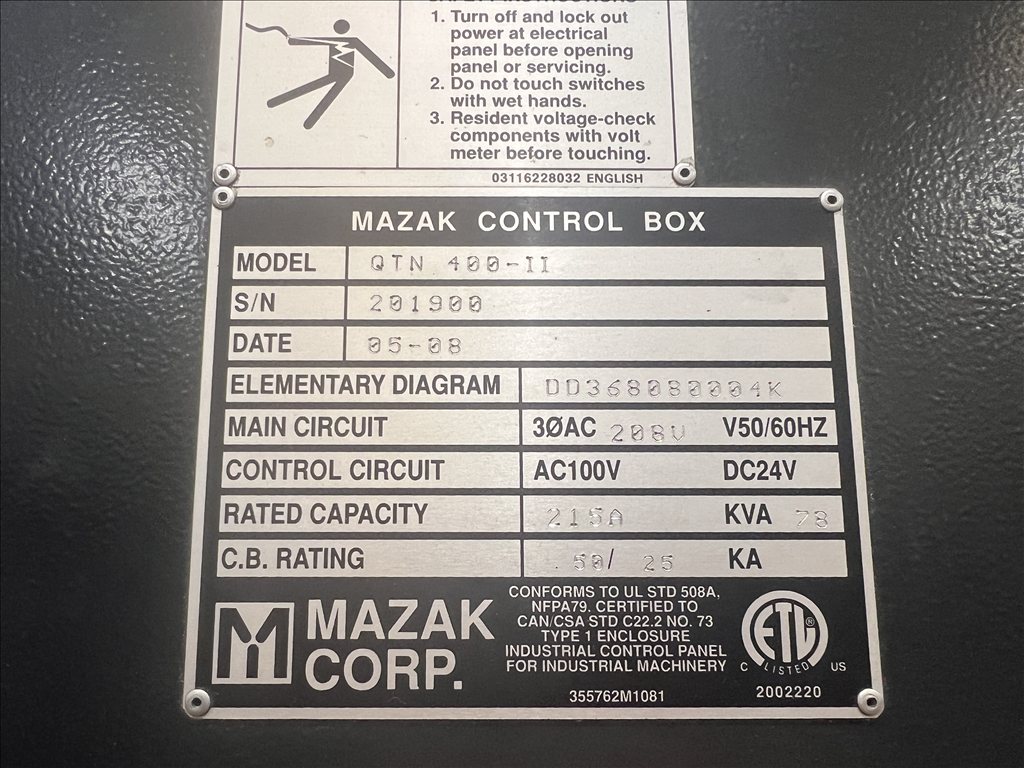 1. Turn off and lock out
power at electrical
panel before opening
panel or servicing.
2. Do not touch switches
with wet hands.
3. Resident voltage-check
components with volt
meter before touching.
03116228032 ENGLISH
MAZAK CONTROL BOX
MODEL QTN 400-II
S/N 201900
DATE 05-08
ELEMENTARY DIAGRAM DD368080004K
MAIN CIRCUIT 3ØAC 208V V50/60HZ
CONTROL CIRCUIT AC100V DC24V
RATED CAPACITY 215A KVA 78
C.B. RATING 50/ 25 KA
MAZAK
CORP.
CONFORMS TO UL STD 508A,
NFPA79. CERTIFIED TO
CAN/CSA STD C22.2 NO. 73
TYPE 1 ENCLOSURE
INDUSTRIAL CONTROL PANEL
FOR INDUSTRIAL MACHINERY
355762M1081
ETL
C LISTED US
2002220